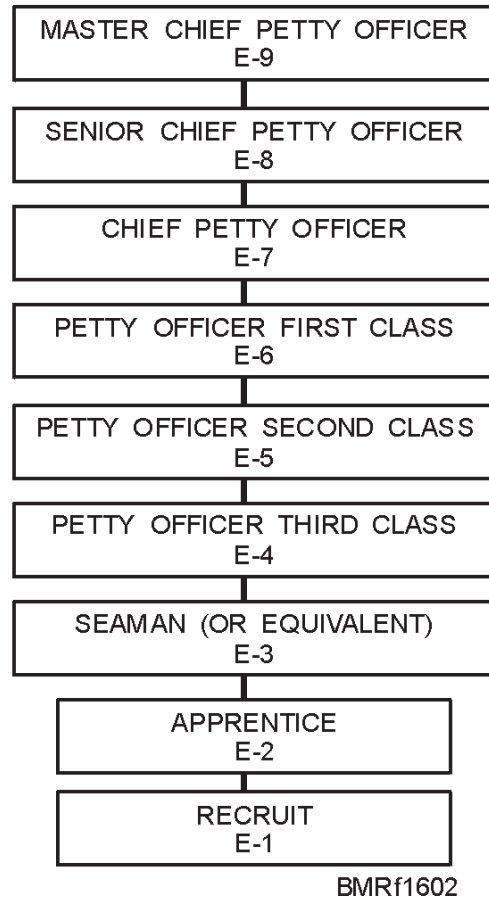 MASTER CHIEF PETTY OFFICER
E-9
SENIOR CHIEF PETTY OFFICER
E-8
CHIEF PETTY OFFICER
E-7
PETTY OFFICER FIRST CLASS
E-6
PETTY OFFICER SECOND CLASS
E-5
PETTY OFFICER THIRD CLASS
E-4
SEAMAN (OR EQUIVALENT)
E-3
APPRENTICE
E-2
RECRUIT
E-1
BMRf1602